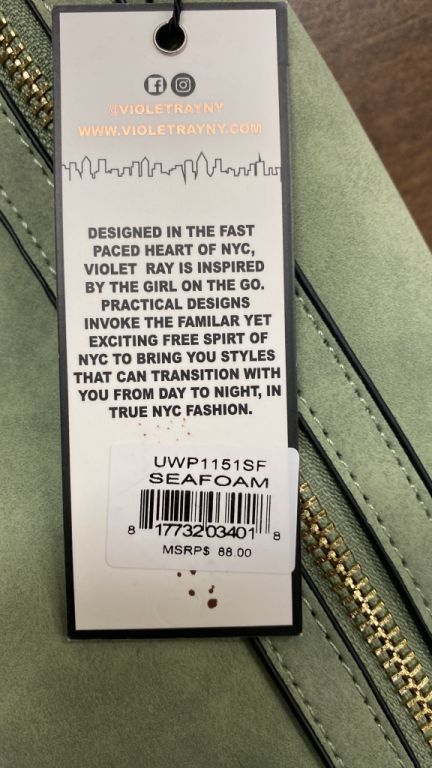 @VIOLETRAYNY
WWW.VIOLETRAYNY.COM
DESIGNED IN THE FAST
PACED HEART OF NYC,
VIOLET RAY IS INSPIRED
BY THE GIRL ON THE GO.
PRACTICAL DESIGNS
INVOKE THE FAMILAR YET
EXCITING FREE SPIRT OF
NYC TO BRING YOU STYLES
THAT CAN TRANSITION WITH
YOU FROM DAY TO NIGHT, IN
TRUE NYC FASHION.
UWP1151SF
SEAFOAM
8 17732 03401 8
MSRP$ 88.00